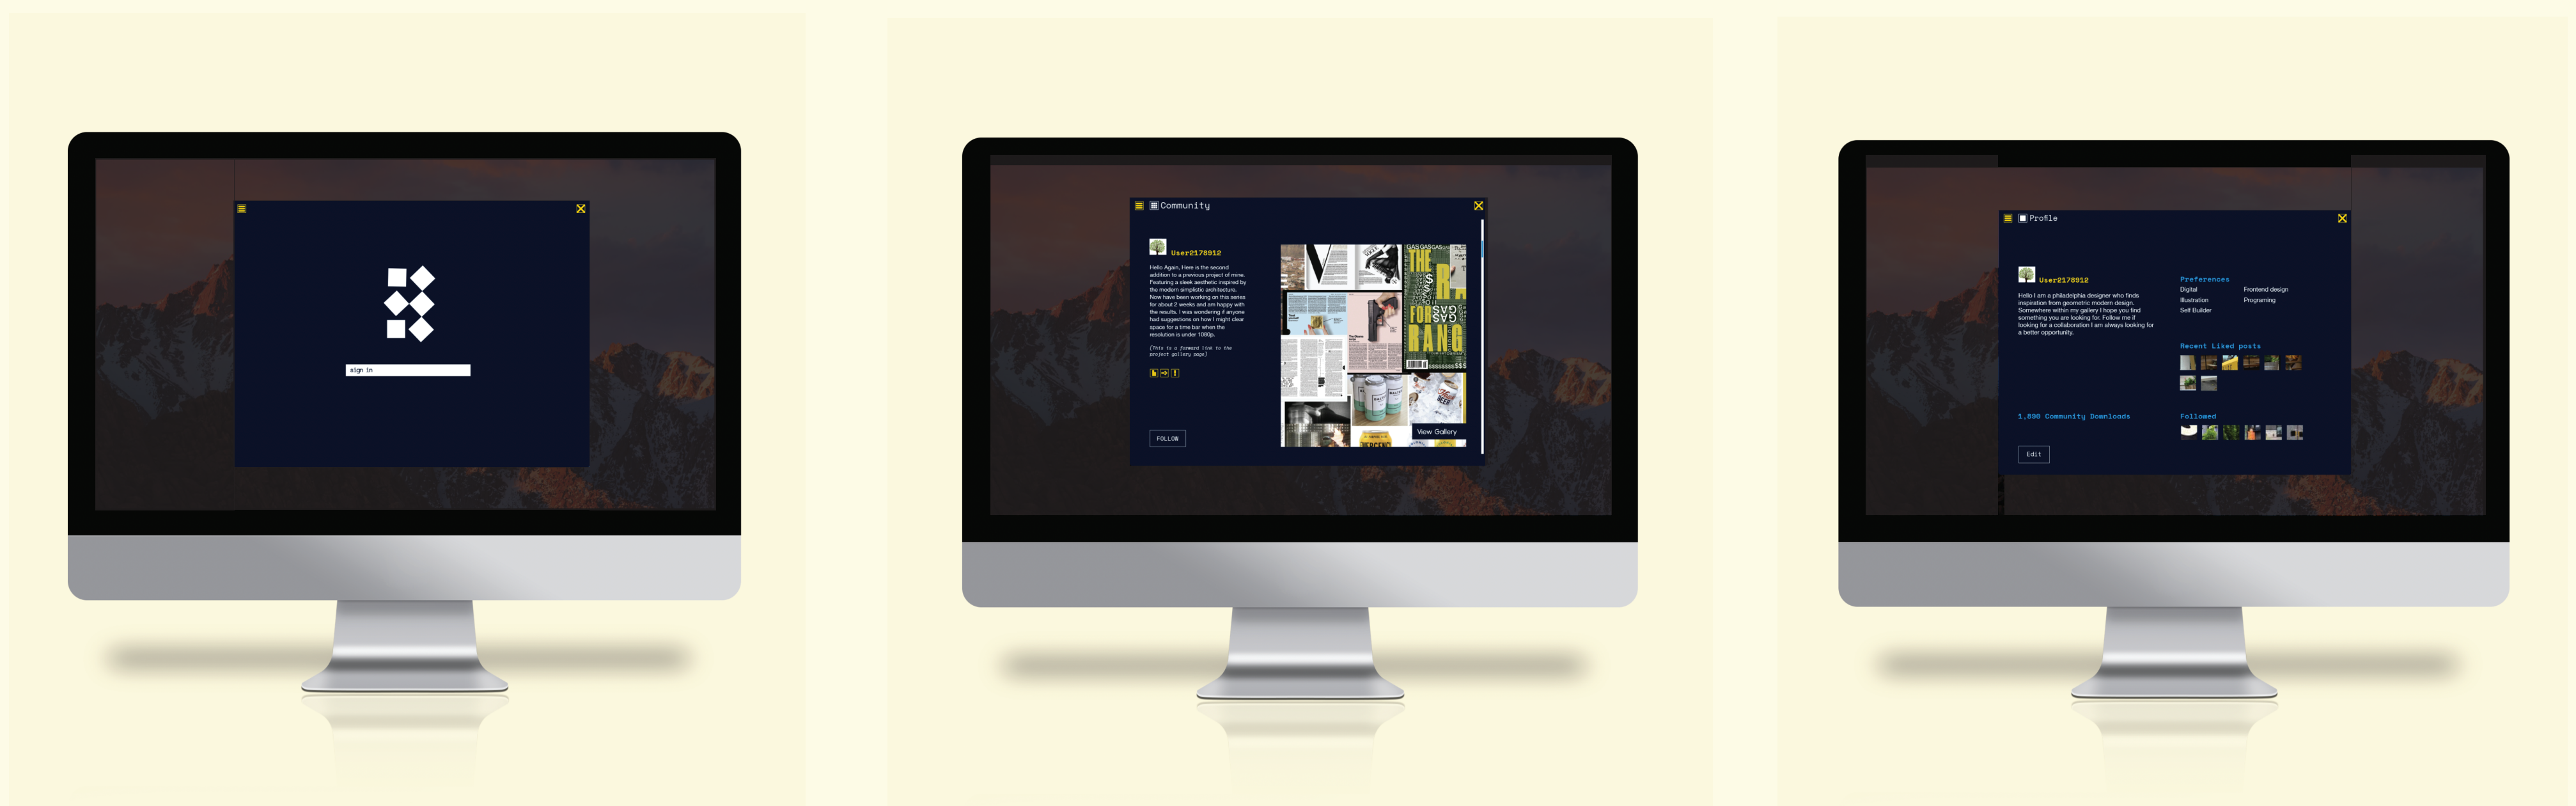 sign in
Community
User2178912
Hello Again, Here is the second
addition to a previous project of mine.
Featuring a sleek aesthetic inspired by
the modern simplistic architecture.
Now have been working on this series
for about 2 weeks and am happy with
the results. I was wondering if anyone
had suggestions on how I might clear
space for a time bar when the
resolution is under 1080p.
(This is a forward link to the
project gallery page)
FOLLOW
GASGASGAS
THE
FOR
RANG
$$$$$$$$$$
View Gallery
Profile
User2178912
Hello I am a philadelphia designer who finds
inspiration from geometric modern design.
Somewhere within my gallery I hope you find
something you are looking for. Follow me if
looking for a collaboration I am always looking for
a better opportunity.
1,890 Community Downloads
Edit
Preferences
Digital
Frontend design
Illustration
Programing
Self Builder
Recent Liked posts
Followed